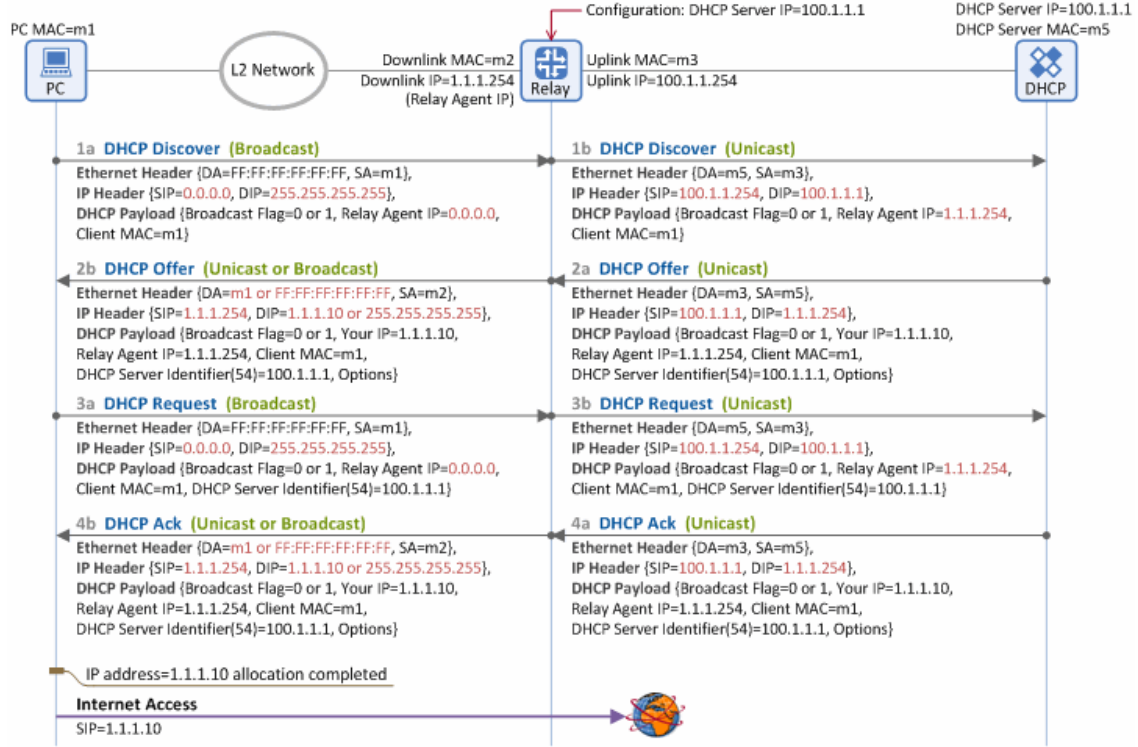 Configuration: DHCP Server IP=100.1.1.1
DHCP Server IP=100.1.1.1
DHCP Server MAC=m5
PC MAC=m1
PC
L2 Network
Downlink MAC=m2
Downlink IP=1.1.1.254
(Relay Agent IP)
Relay
Uplink MAC=m3
Uplink IP=100.1.1.254
DHCP
1a DHCP Discover (Broadcast)
Ethernet Header {DA=FF:FF:FF:FF:FF:FF, SA=m1},
IP Header {SIP=0.0.0.0, DIP=255.255.255.255},
DHCP Payload {Broadcast Flag=0 or 1, Relay Agent IP=0.0.0.0,
Client MAC=m1}
1b DHCP Discover (Unicast)
Ethernet Header {DA=m5, SA=m3},
IP Header {SIP=100.1.1.254, DIP=100.1.1.1},
DHCP Payload {Broadcast Flag=0 or 1, Relay Agent IP=1.1.1.254,
Client MAC=m1}
2b DHCP Offer (Unicast or Broadcast)
Ethernet Header {DA=m1 or FF:FF:FF:FF:FF:FF, SA=m2},
IP Header {SIP=1.1.1.254, DIP=1.1.1.10 or 255.255.255.255},
DHCP Payload {Broadcast Flag=0 or 1, Your IP=1.1.1.10,
Relay Agent IP=1.1.1.254, Client MAC=m1,
DHCP Server Identifier(54)=100.1.1.1, Options}
2a DHCP Offer (Unicast)
Ethernet Header {DA=m3, SA=m5},
IP Header {SIP=100.1.1.1, DIP=1.1.1.254},
DHCP Payload {Broadcast Flag=0 or 1, Your IP=1.1.1.10,
Relay Agent IP=1.1.1.254, Client MAC=m1,
DHCP Server Identifier(54)=100.1.1.1, Options}
3a DHCP Request (Broadcast)
Ethernet Header {DA=FF:FF:FF:FF:FF:FF, SA=m1},
IP Header {SIP=0.0.0.0, DIP=255.255.255.255},
DHCP Payload {Broadcast Flag=0 or 1, Relay Agent IP=0.0.0.0,
Client MAC=m1, DHCP Server Identifier(54)=100.1.1.1}
3b DHCP Request (Unicast)
Ethernet Header {DA=m5, SA=m3},
IP Header {SIP=100.1.1.254, DIP=100.1.1.1},
DHCP Payload {Broadcast Flag=0 or 1, Relay Agent IP=1.1.1.254,
Client MAC=m1, DHCP Server Identifier(54)=100.1.1.1}
4b DHCP Ack (Unicast or Broadcast)
Ethernet Header {DA=m1 or FF:FF:FF:FF:FF:FF, SA=m2},
IP Header {SIP=1.1.1.254, DIP=1.1.1.10 or 255.255.255.255},
DHCP Payload {Broadcast Flag=0 or 1, Your IP=1.1.1.10,
Relay Agent IP=1.1.1.254, Client MAC=m1,
DHCP Server Identifier(54)=100.1.1.1, Options}
4a DHCP Ack (Unicast)
Ethernet Header {DA=m3, SA=m5},
IP Header {SIP=100.1.1.1, DIP=1.1.1.254},
DHCP Payload {Broadcast Flag=0 or 1, Your IP=1.1.1.10,
Relay Agent IP=1.1.1.254, Client MAC=m1,
DHCP Server Identifier(54)=100.1.1.1, Options}
IP address=1.1.1.10 allocation completed
Internet Access
SIP=1.1.1.10